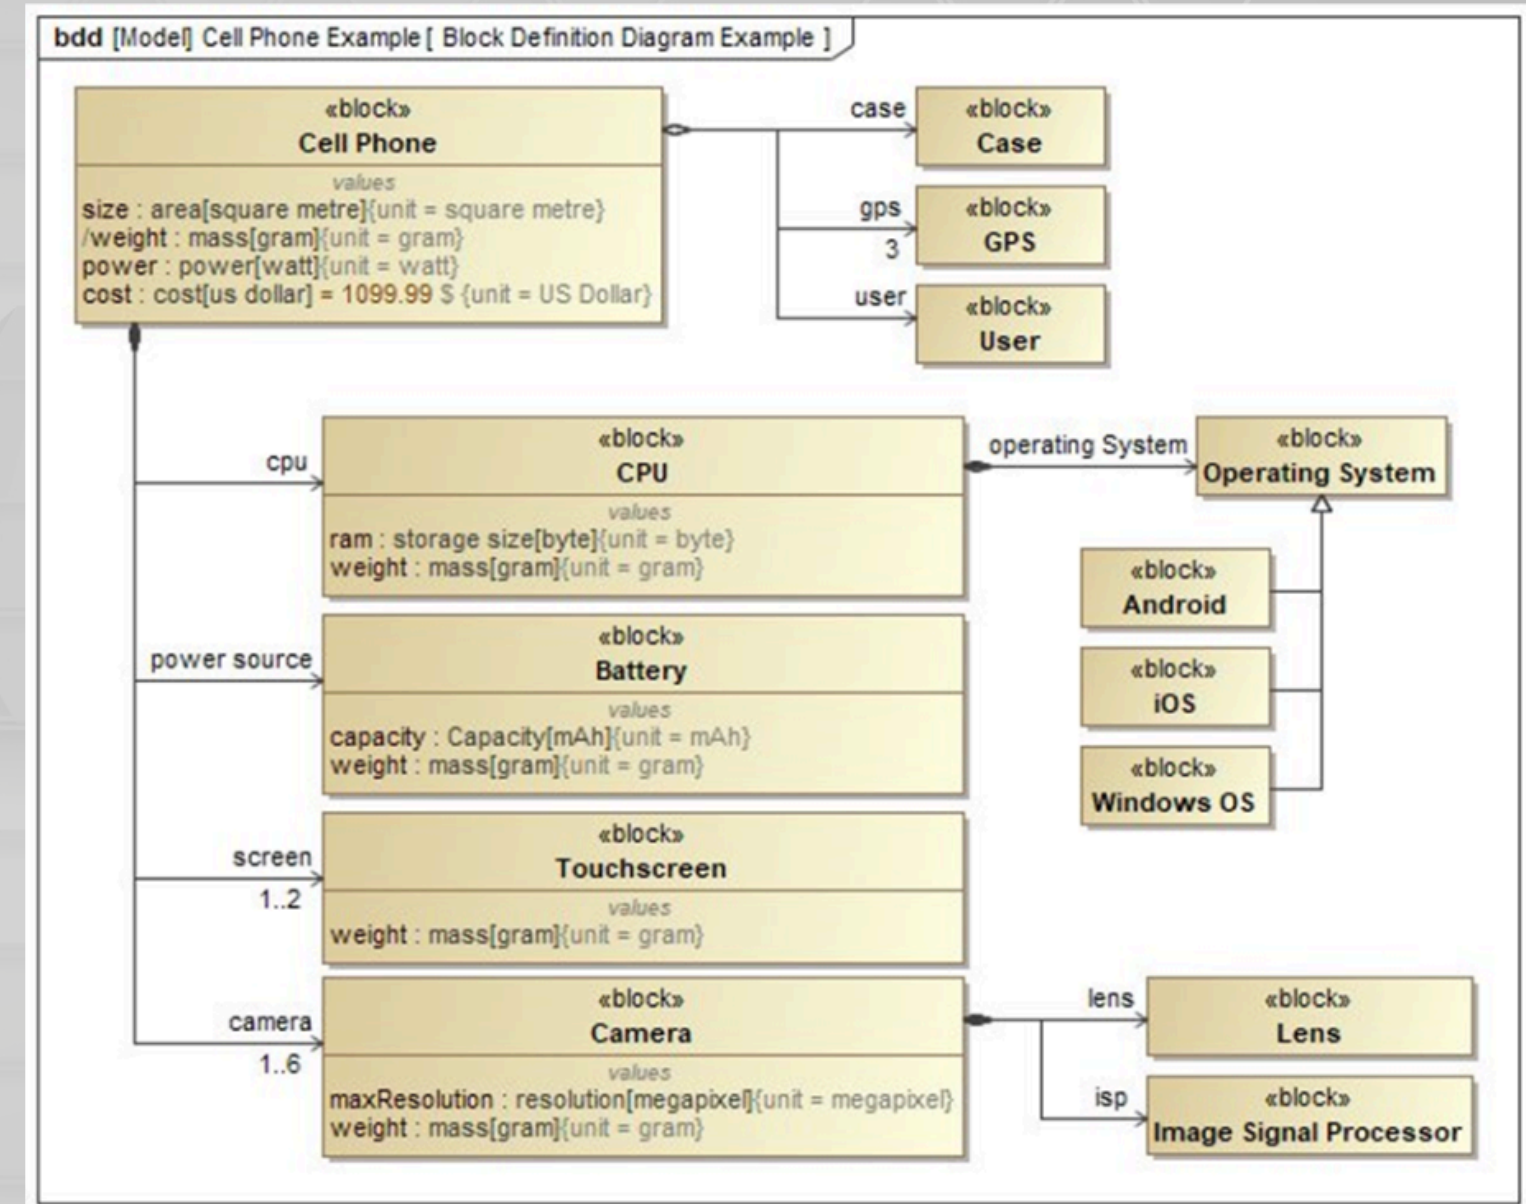 bdd [Model] Cell Phone Example [ Block Definition Diagram Example ]
«block»
Cell Phone
values
size : area[square metre]{unit = square metre}
/weight : mass[gram]{unit = gram}
power : power[watt]{unit = watt}
cost : cost[us dollar] = 1099.99 $ {unit = US Dollar}
case
«block»
Case
gps
3
«block»
GPS
user
«block»
User
cpu
«block»
CPU
values
ram : storage size[byte]{unit = byte}
weight : mass[gram]{unit = gram}
operating System
«block»
Operating System
«block»
Android
«block»
iOS
«block»
Windows OS
power source
«block»
Battery
values
capacity : Capacity[mAh]{unit = mAh}
weight : mass[gram]{unit = gram}
screen
1..2
«block»
Touchscreen
values
weight : mass[gram]{unit = gram}
camera
1..6
«block»
Camera
values
maxResolution : resolution[megapixel]{unit = megapixel}
weight : mass[gram]{unit = gram}
lens
«block»
Lens
isp
«block»
Image Signal Processor